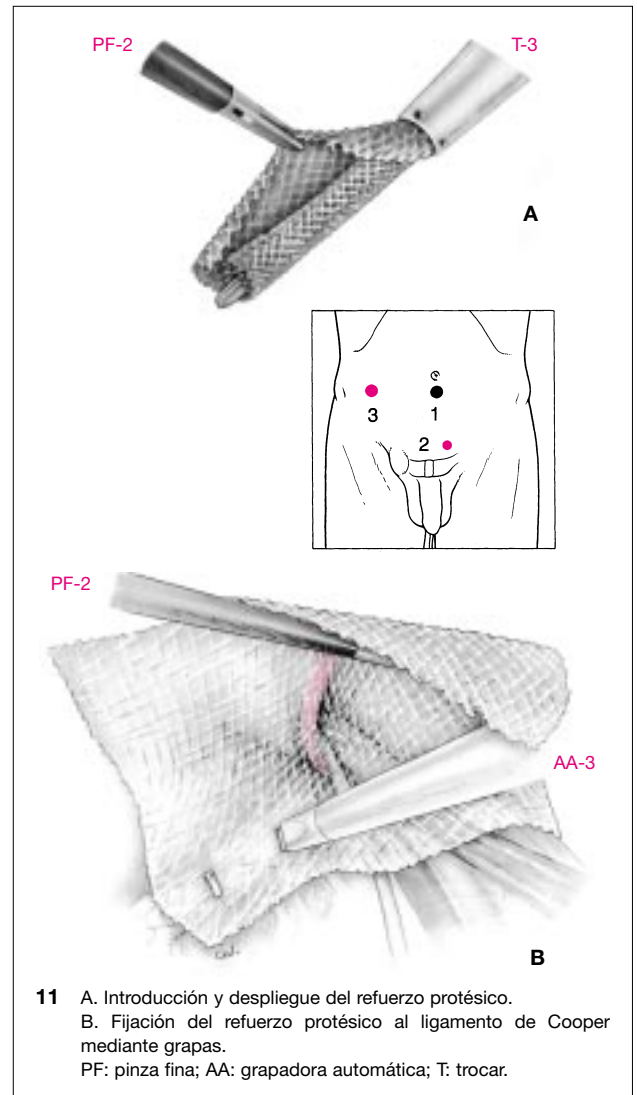 PF-2
T-3
A
3
1
2
PF-2
AA-3
B
11 A. Introducción y despliegue del refuerzo protésico.
B. Fijación del refuerzo protésico al ligamento de Cooper
mediante grapas.
PF: pinza fina; AA: grapadora automática; T: trocar.